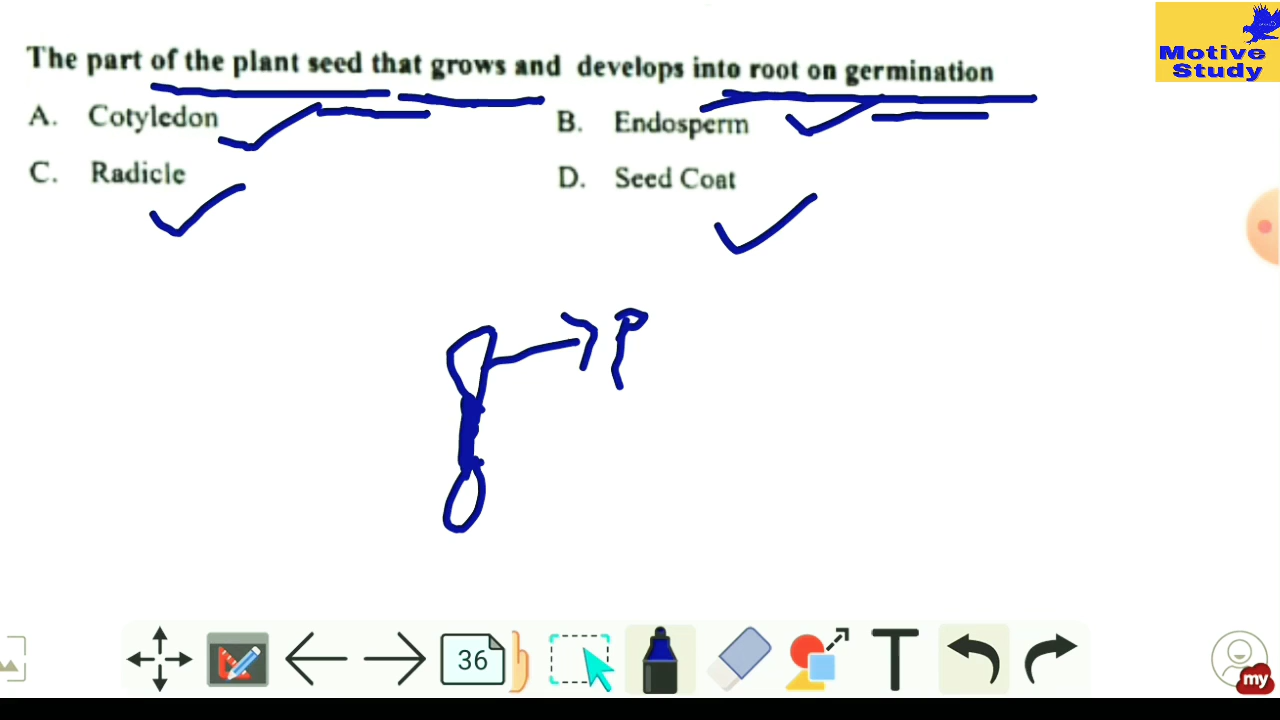 Motive
Study
The part of the plant seed that grows and develops into root on germination
A. Cotyledon
B. Endosperm
C. Radicle
D. Seed Coat
P
36
T
my